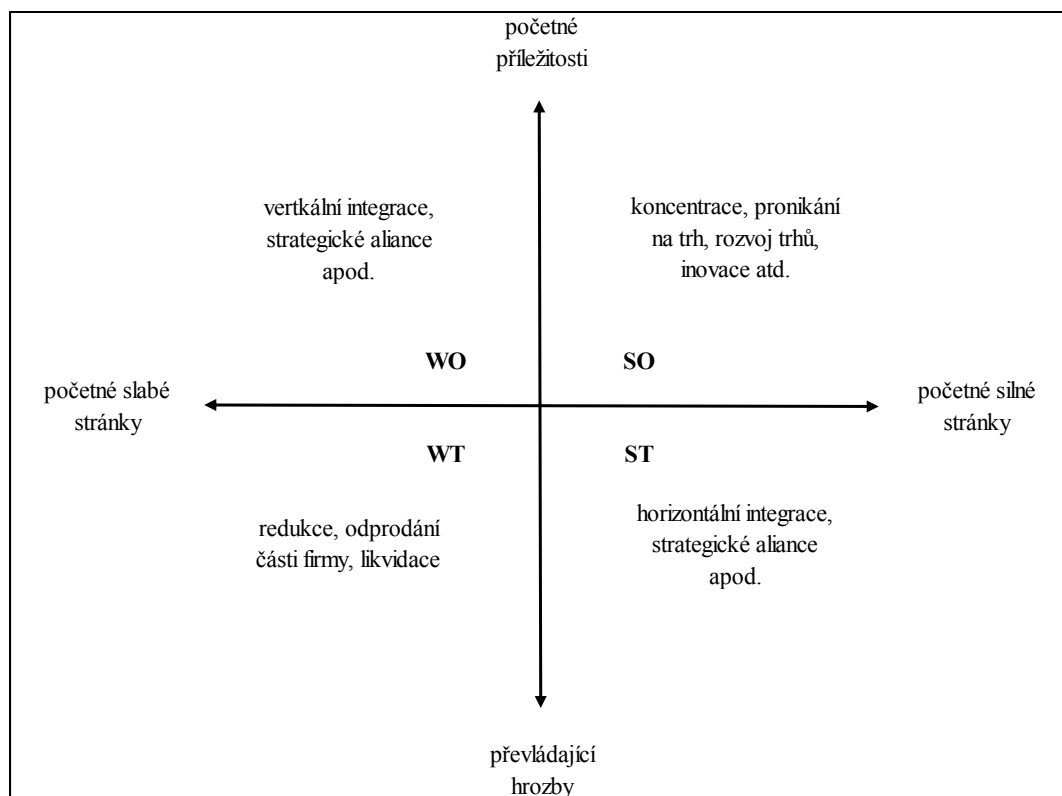 početné
příležitosti
vertkální integrace,
strategické aliance
apod.
koncentrace, pronikání
na trh, rozvoj trhů,
inovace atd.
WO
SO
početné slabé
stránky
početné silné
stránky
WT
ST
redukce, odprodání
části firmy, likvidace
horizontální integrace,
strategické aliance
apod.
převládající
hrozby